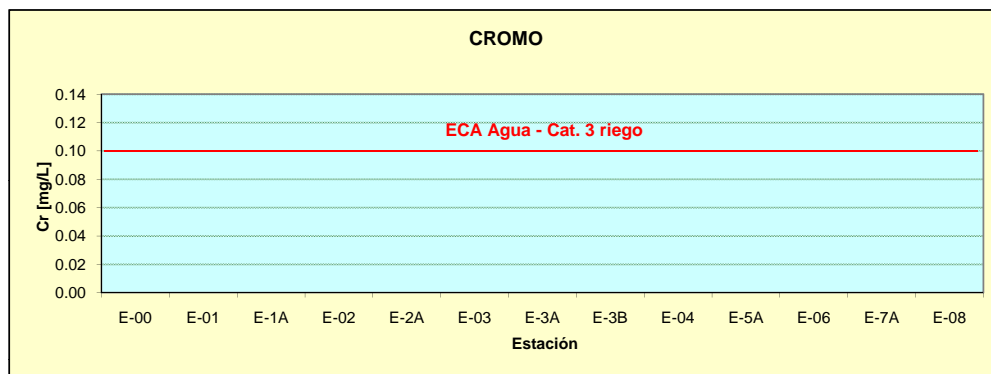 CROMO
0.14
0.12
0.10
0.08
0.06
0.04
0.02
0.00
Cr [mg/L]
ECA Agua - Cat. 3 riego
E-00 E-01 E-1A E-02 E-2A E-03 E-3A E-3B E-04 E-5A E-06 E-7A E-08
Estación